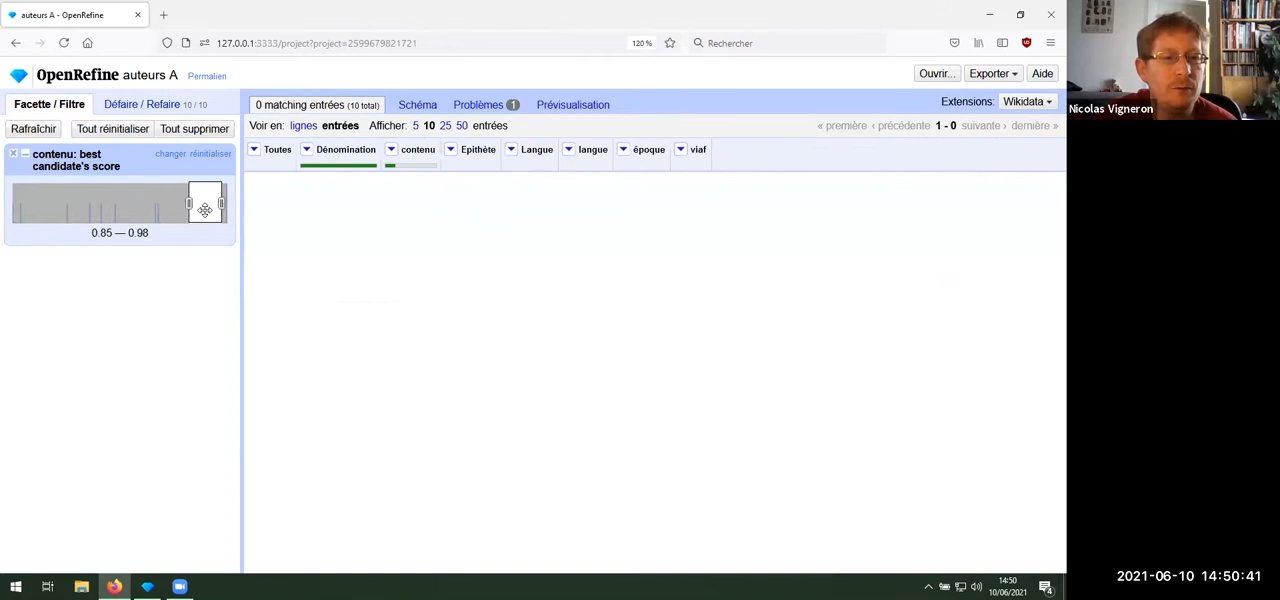 auteurs A - OpenRefine
127.0.0.1:3333/project?project=2599679821721
120 %
Rechercher
OpenRefine auteurs A Permalien
Ouvrir... Exporter Aide
Facette / Filtre Défaire / Refaire 10 / 10
0 matching entrées (10 total) Schéma Problèmes 1 Prévisualisation
Extensions: Wikidata
Rafraîchir Tout réinitialiser Tout supprimer
Voir en: lignes entrées Afficher: 5 10 25 50 entrées
« première ‹ précédente 1 - 0 suivante › dernière »
contenu: best candidate's score
changer réinitialiser
0.85 — 0.98
Toutes Dénomination contenu Epithète Langue langue époque viaf
Nicolas Vigneron
14:50
10/06/2021
4
2021-06-10 14:50:41